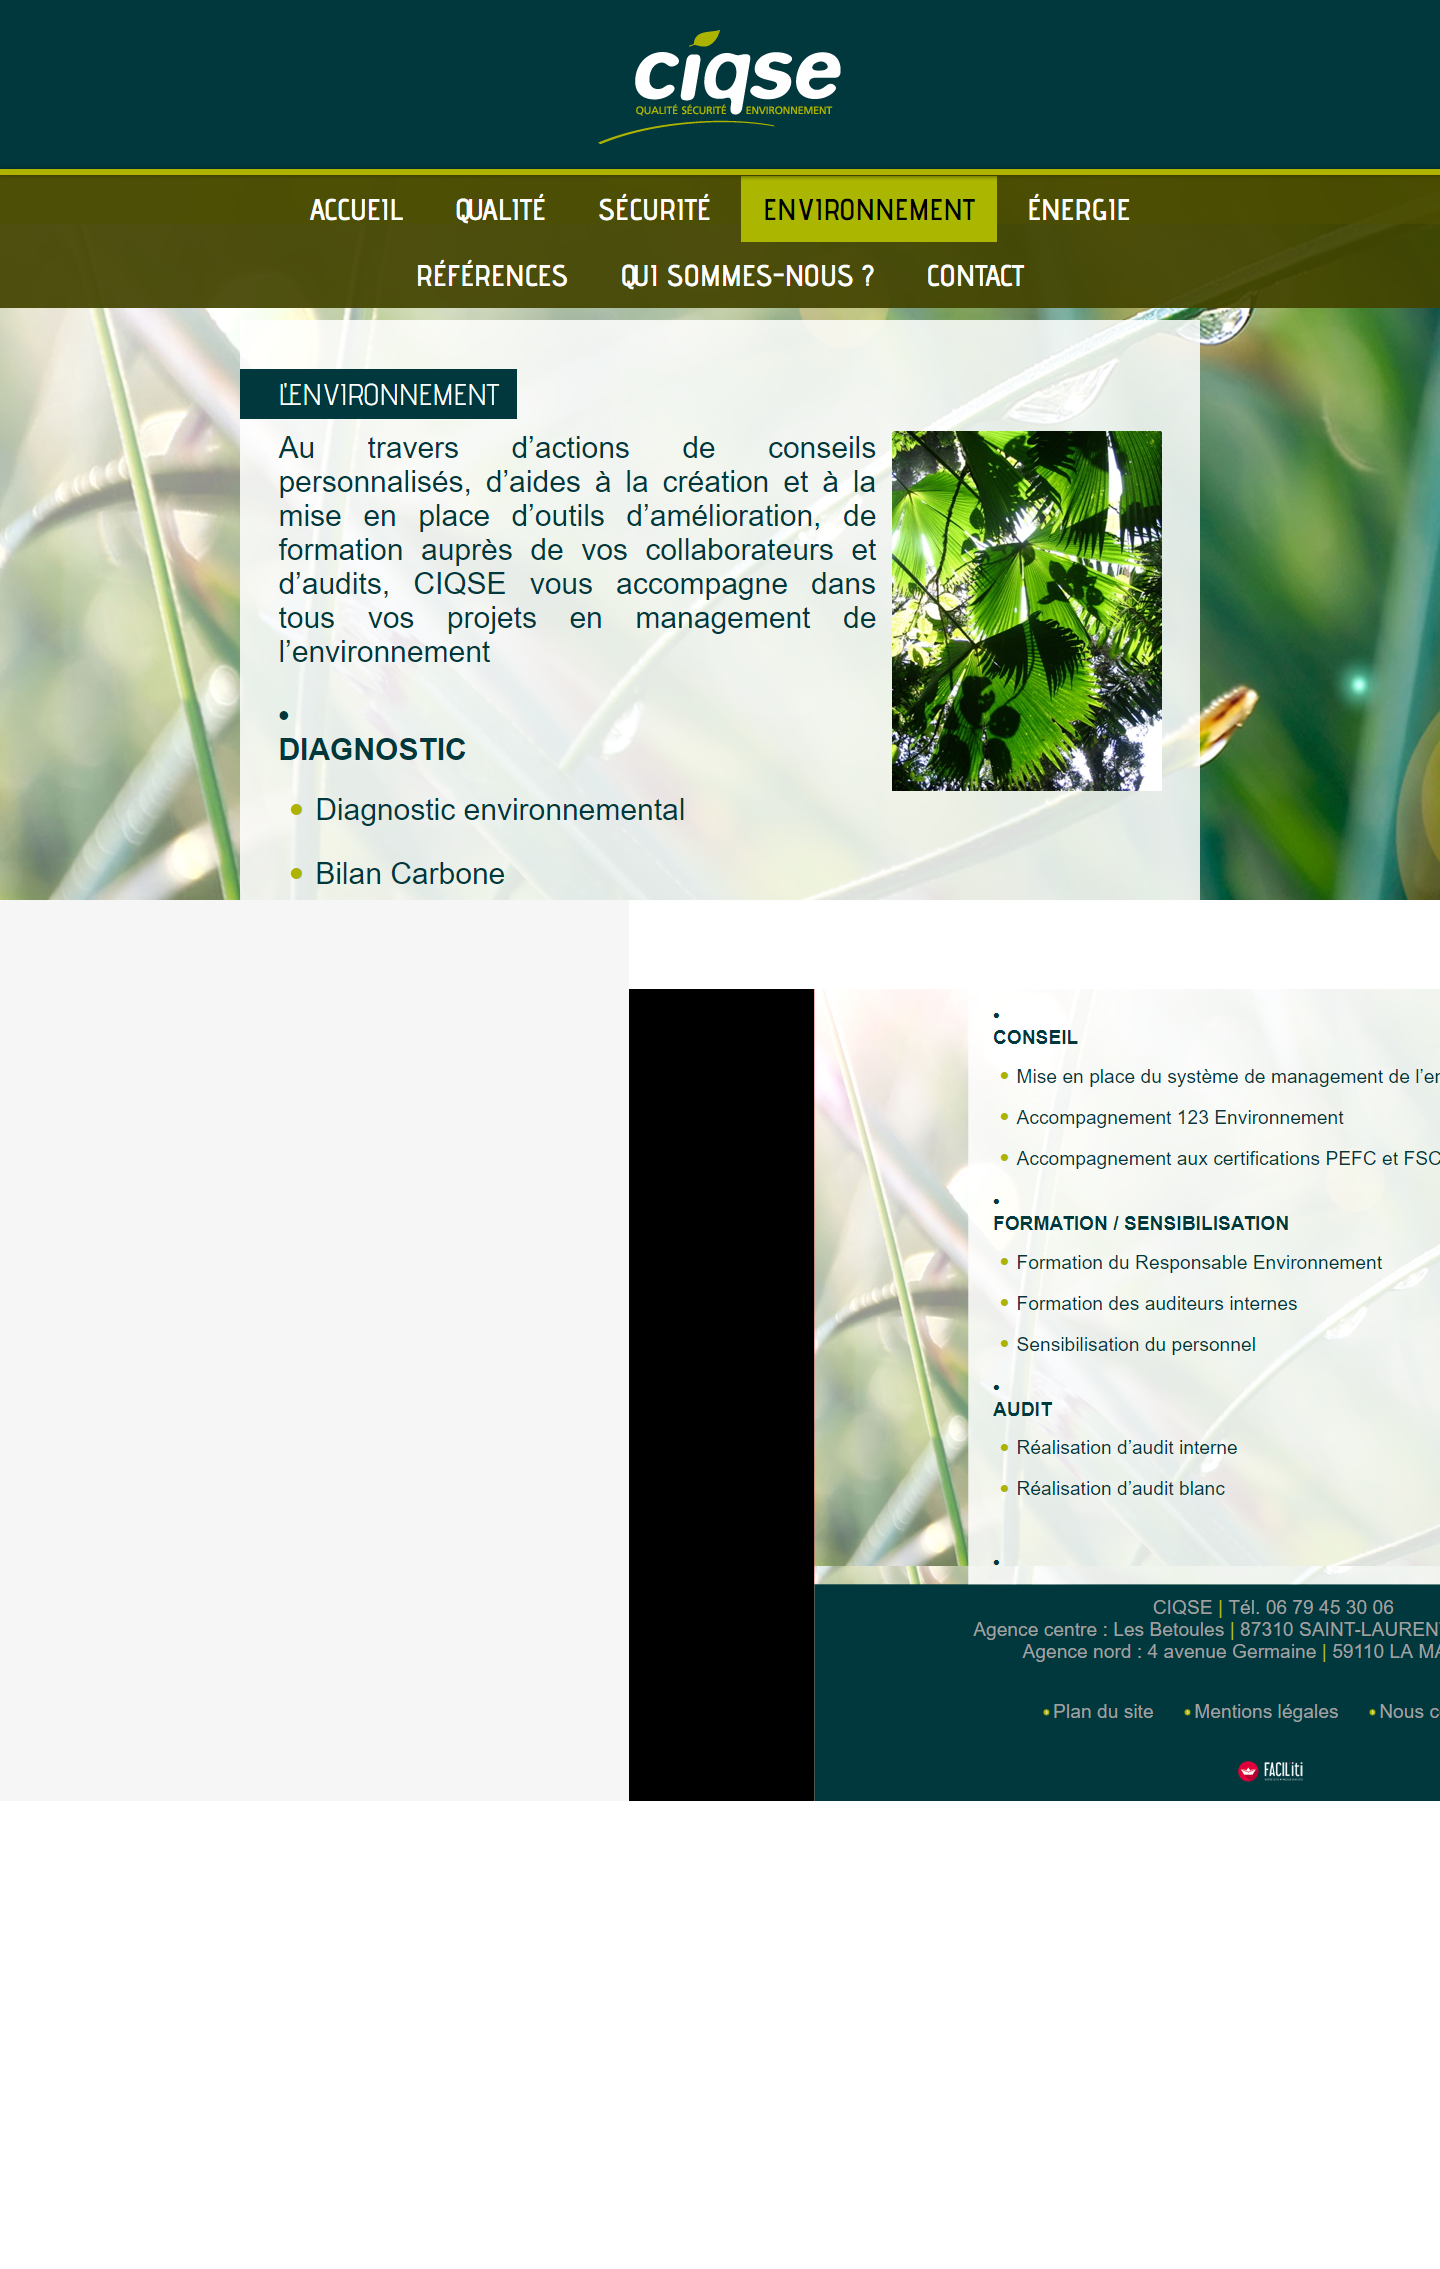 ciqse
QUALITÉ SÉCURITÉ ENVIRONNEMENT
ACCUEIL QUALITÉ SÉCURITÉ ENVIRONNEMENT ÉNERGIE
RÉFÉRENCES QUI SOMMES-NOUS ? CONTACT
L'ENVIRONNEMENT
Au travers d’actions de conseils
personnalisés, d’aides à la création et à la
mise en place d’outils d’amélioration, de
formation auprès de vos collaborateurs et
d’audits, CIQSE vous accompagne dans
tous vos projets en management de
l’environnement
•
DIAGNOSTIC
• Diagnostic environnemental
• Bilan Carbone
•
CONSEIL
• Mise en place du système de management de
• Accompagnement 123 Environnement
• Accompagnement aux certifications PEFC et FSC
•
FORMATION / SENSIBILISATION
• Formation du Responsable Environnement
• Formation des auditeurs internes
• Sensibilisation du personnel
•
AUDIT
• Réalisation d’audit interne
• Réalisation d’audit blanc
•
CIQSE | Tél. 06 79 45 30 06
Agence centre : Les Betoules | 87310
Agence nord : 4 avenue Germaine | 59110 LA
• Plan du site • Mentions légales • Nous
FACILiti